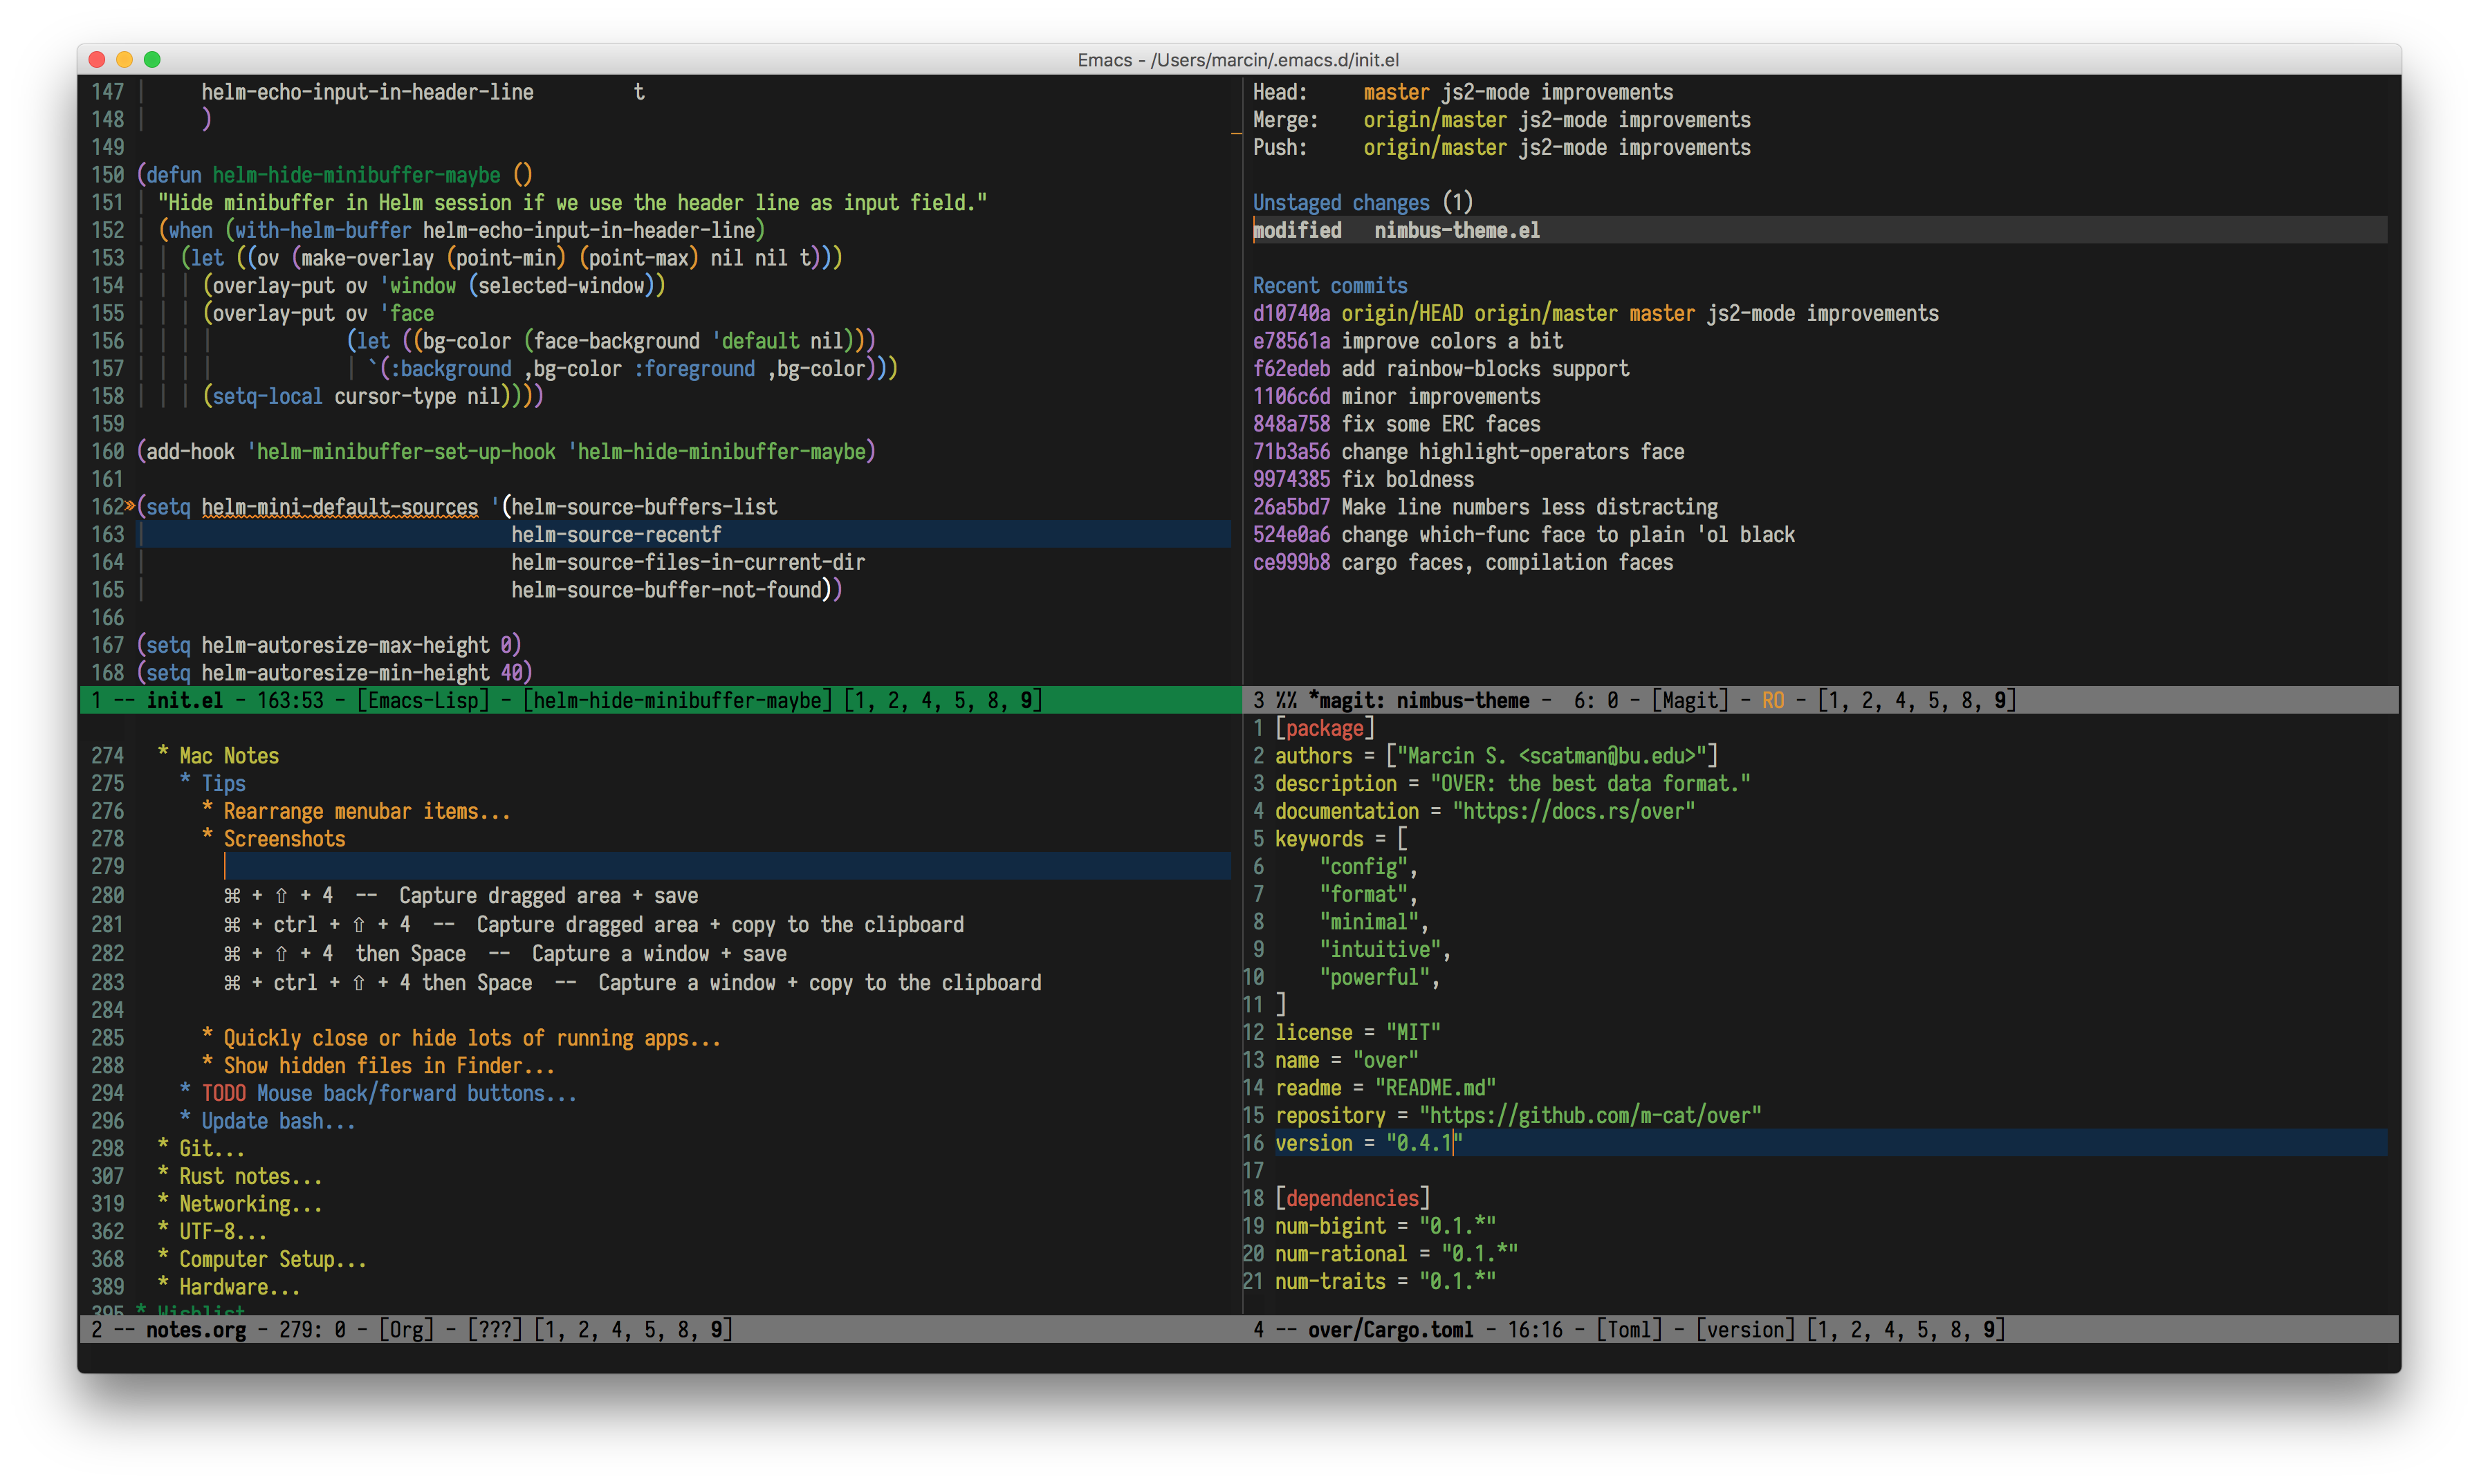 Emacs - /Users/marcin/.emacs.d/init.el
147 helm-echo-input-in-header-line t
148 )
149
150 (defun helm-hide-minibuffer-maybe ()
151 "Hide minibuffer in Helm session if we use the header line as input field."
152 (when (with-helm-buffer helm-echo-input-in-header-line)
153 (let ((ov (make-overlay (point-min) (point-max) nil nil t)))
154 (overlay-put ov 'window (selected-window))
155 (overlay-put ov 'face
156 (let ((bg-color (face-background 'default nil)))
157 `(:background ,bg-color :foreground ,bg-color)))
158 (setq-local cursor-type nil))))
159
160 (add-hook 'helm-minibuffer-set-up-hook 'helm-hide-minibuffer-maybe)
161
162 (setq helm-mini-default-sources '(helm-source-buffers-list
163 helm-source-recentf
164 helm-source-files-in-current-dir
165 helm-source-buffer-not-found))
166
167 (setq helm-autoresize-max-height 0)
168 (setq helm-autoresize-min-height 40)
1 -- init.el - 163:53 - [Emacs-Lisp] - [helm-hide-minibuffer-maybe] [1, 2, 4, 5, 8, 9]
274 * Mac Notes
275 * Tips
276 * Rearrange menubar items...
278 * Screenshots
279
280 ⌘ + ⇧ + 4 -- Capture dragged area + save
281 ⌘ + ctrl + ⇧ + 4 -- Capture dragged area + copy to the clipboard
282 ⌘ + ⇧ + 4 then Space -- Capture a window + save
283 ⌘ + ctrl + ⇧ + 4 then Space -- Capture a window + copy to the clipboard
284
285 * Quickly close or hide lots of running apps...
288 * Show hidden files in Finder...
294 * TODO Mouse back/forward buttons...
296 * Update bash...
298 * Git...
307 * Rust notes...
319 * Networking...
362 * UTF-8...
368 * Computer Setup...
389 * Hardware...
395 * Wishlist
2 -- notes.org - 279: 0 - [Org] - [???] [1, 2, 4, 5, 8, 9]
Head: master js2-mode improvements
Merge: origin/master js2-mode improvements
Push: origin/master js2-mode improvements
Unstaged changes (1)
modified nimbus-theme.el
Recent commits
d10740a origin/HEAD origin/master master js2-mode improvements
e78561a improve colors a bit
f62edeb add rainbow-blocks support
1106c6d minor improvements
848a758 fix some ERC faces
71b3a56 change highlight-operators face
9974385 fix boldness
26a5bd7 Make line numbers less distracting
524e0a6 change which-func face to plain 'ol black
ce999b8 cargo faces, compilation faces
3 %% *magit: nimbus-theme - 6: 0 - [Magit] - RO - [1, 2, 4, 5, 8, 9]
1 [package]
2 authors = ["Marcin S. <scatman@bu.edu>"]
3 description = "OVER: the best data format."
4 documentation = "https://docs.rs/over"
5 keywords = [
6 "config",
7 "format",
8 "minimal",
9 "intuitive",
10 "powerful",
11 ]
12 license = "MIT"
13 name = "over"
14 readme = "README.md"
15 repository = "https://github.com/m-cat/over"
16 version = "0.4.1"
17
18 [dependencies]
19 num-bigint = "0.1.*"
20 num-rational = "0.1.*"
21 num-traits = "0.1.*"
4 -- over/Cargo.toml - 16:16 - [Toml] - [version] [1, 2, 4, 5, 8, 9]